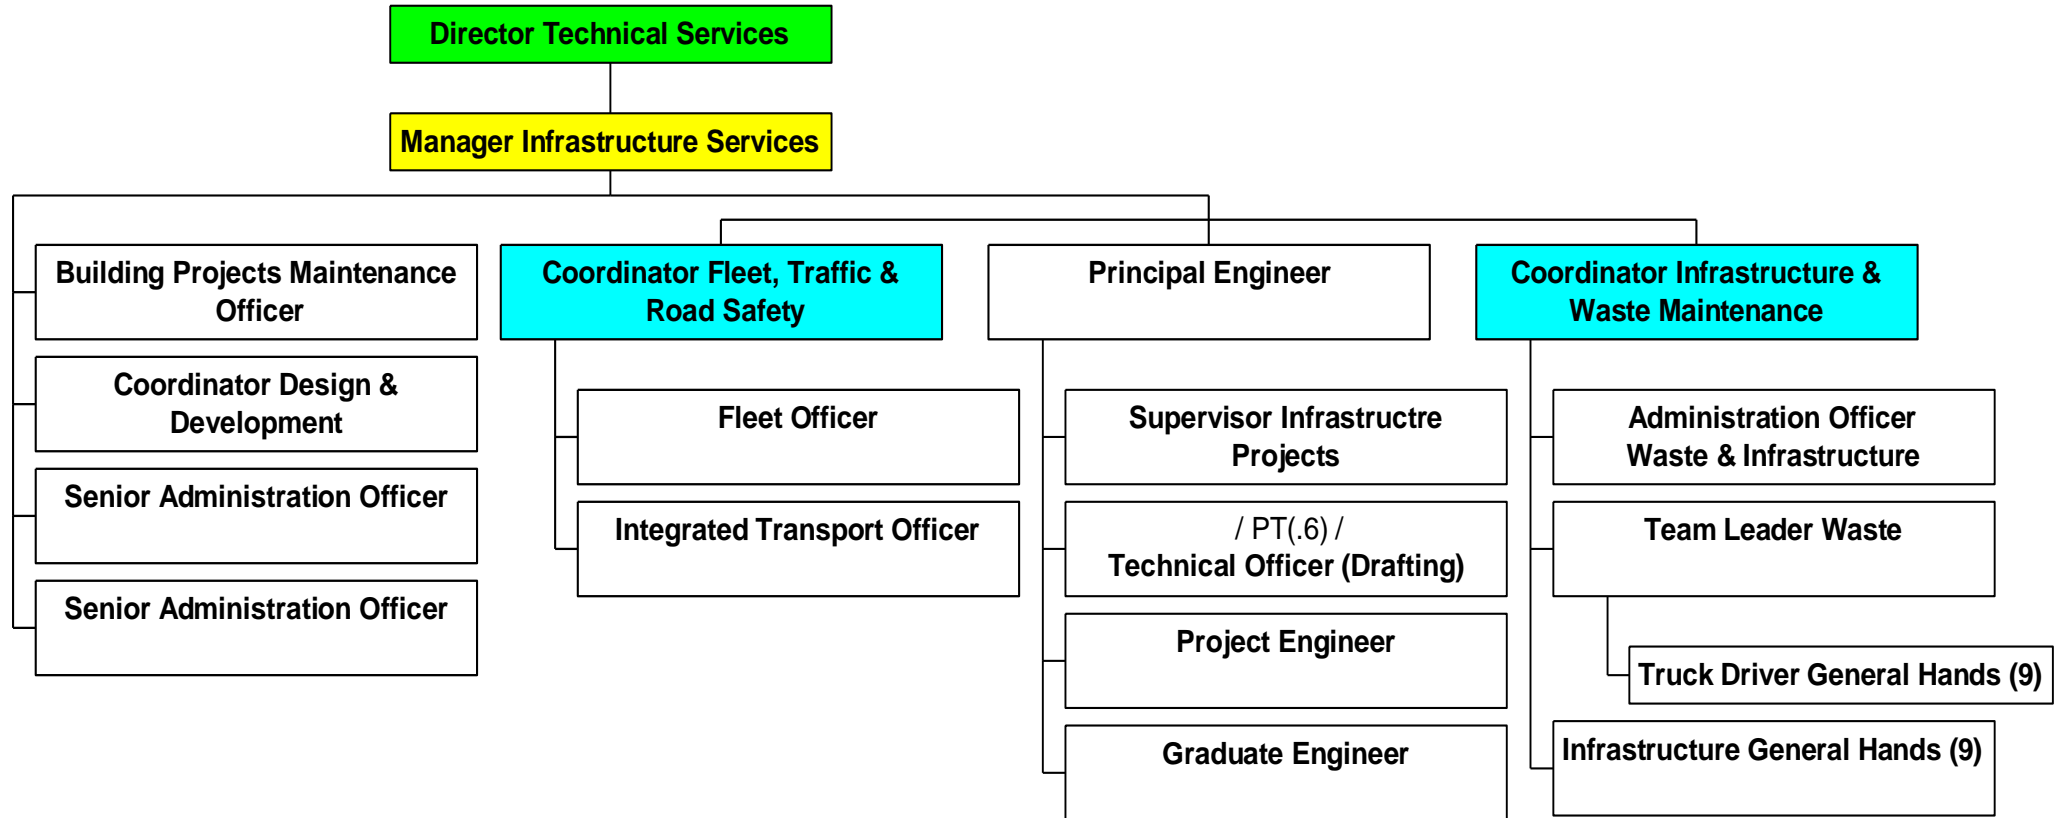 Director Technical Services
Manager Infrastructure Services
Building Projects Maintenance
Officer
Coordinator Design &
Development
Senior Administration Officer
Senior Administration Officer
Coordinator Fleet, Traffic &
Road Safety
Fleet Officer
Integrated Transport Officer
Principal Engineer
Supervisor Infrastructre
Projects
/ PT(.6) /
Technical Officer (Drafting)
Project Engineer
Graduate Engineer
Coordinator Infrastructure &
Waste Maintenance
Administration Officer
Waste & Infrastructure
Team Leader Waste
Truck Driver General Hands (9)
Infrastructure General Hands (9)